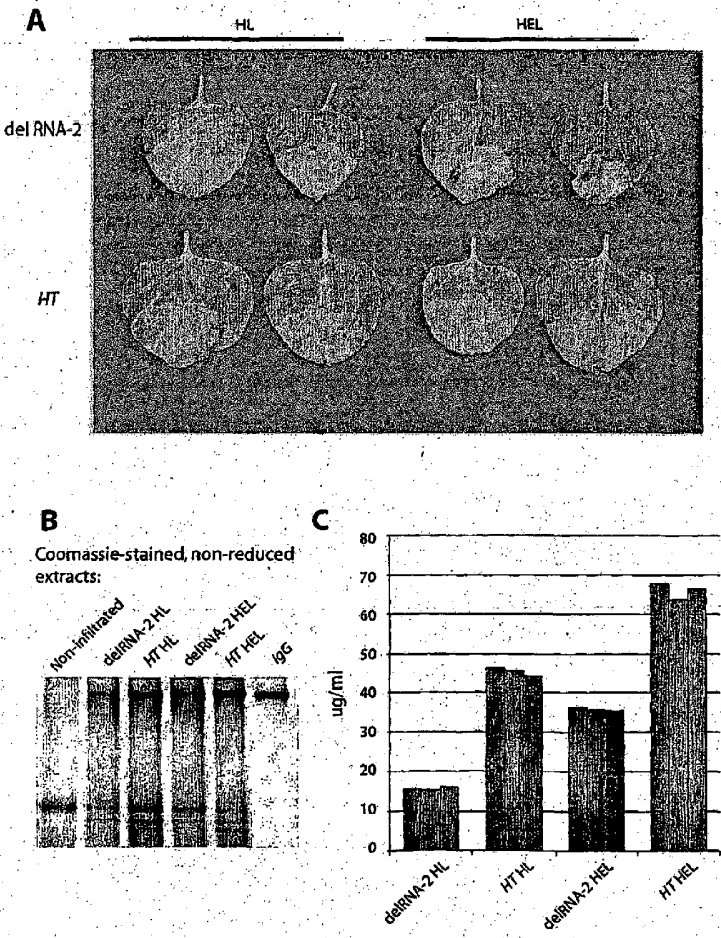 A
HL HEL
del RNA-2
HT
B
Coomassie-stained, non-reduced
extracts:
Non-infiltrated
delRNA-2 HL
HT HL
delRNA-2 HEL
HT HEL
IgG
C
ug/ml
80
70
60
50
40
30
20
10
0
delRNA-2 HL
HT HL
delRNA-2 HEL
HT HEL